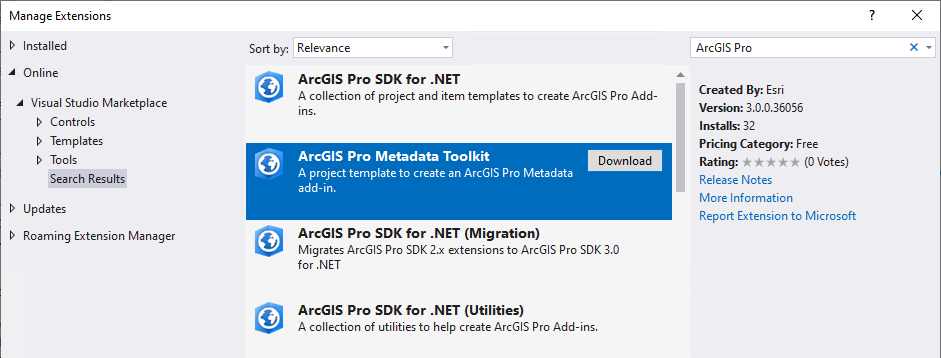 Manage Extensions
Installed
Online
Visual Studio Marketplace
Controls
Templates
Tools
Search Results
Updates
Roaming Extension Manager
Sort by: Relevance
ArcGIS Pro SDK for .NET
A collection of project and item templates to create ArcGIS Pro Add-
ins.
ArcGIS Pro Metadata Toolkit
Download
A project template to create an ArcGIS Pro Metadata
add-in.
ArcGIS Pro SDK for .NET (Migration)
Migrates ArcGIS Pro SDK 2.x extensions to ArcGIS Pro SDK 3.0
for .NET
ArcGIS Pro SDK for .NET (Utilities)
A collection of utilities to help create ArcGIS Pro Add-ins.
ArcGIS Pro
Created By: Esri
Version: 3.0.0.36056
Installs: 32
Pricing Category: Free
Rating: (0 Votes)
Release Notes
More Information
Report Extension to Microsoft